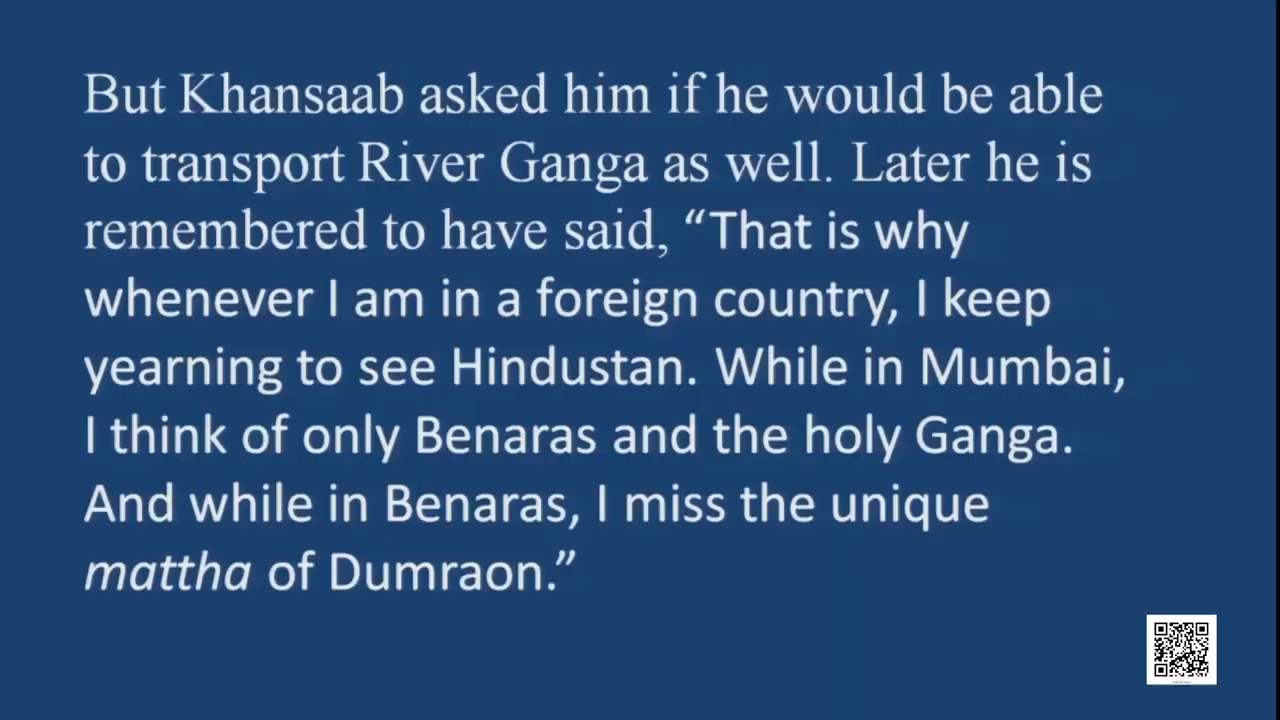 But Khansaab asked him if he would be able
to transport River Ganga as well. Later he is
remembered to have said, “That is why
whenever I am in a foreign country, I keep
yearning to see Hindustan. While in Mumbai,
I think of only Benaras and the holy Ganga.
And while in Benaras, I miss the unique
mattha of Dumraon.”